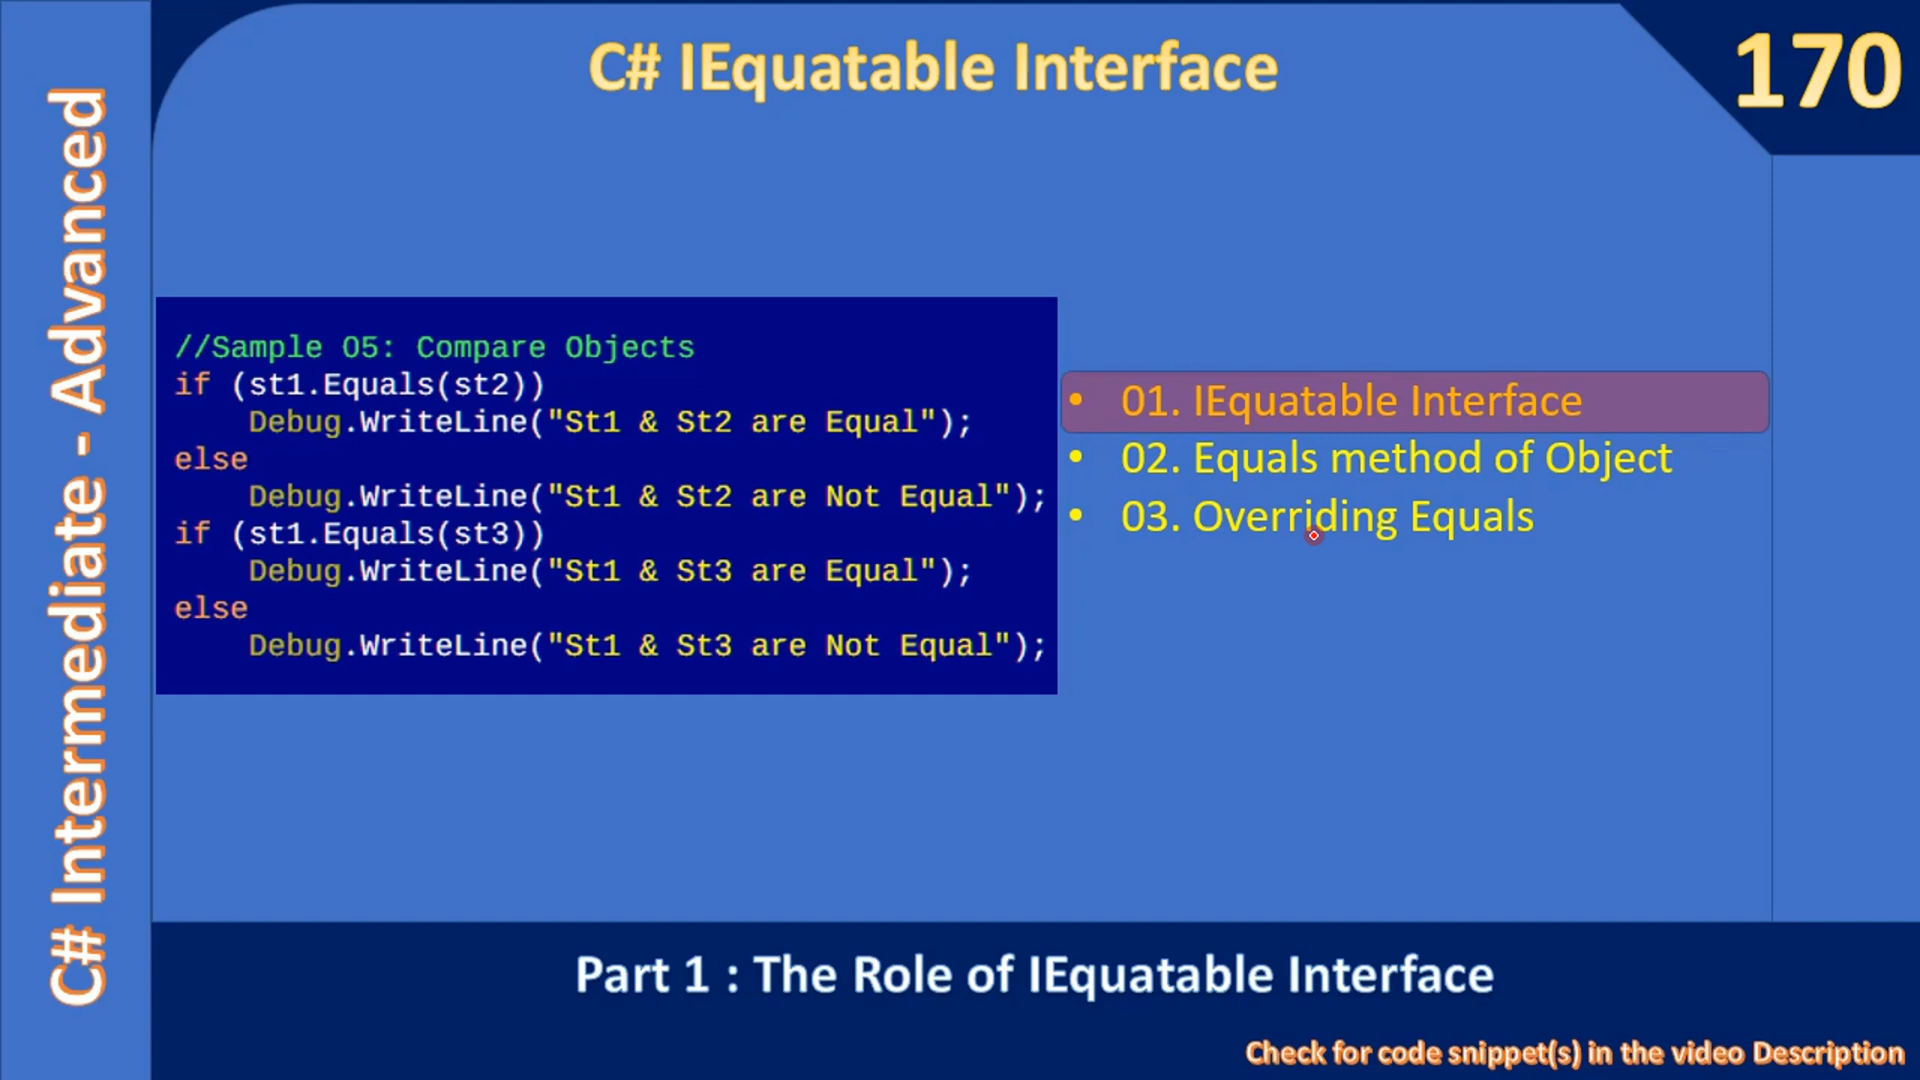 C# IEquatable Interface
170
C# Intermediate - Advanced
//Sample O5: Compare Objects
if (st1.Equals(st2))
    Debug.WriteLine("St1 & St2 are Equal");
else
    Debug.WriteLine("St1 & St2 are Not Equal");
if (st1.Equals(st3))
    Debug.WriteLine("St1 & St3 are Equal");
else
    Debug.WriteLine("St1 & St3 are Not Equal");
• 01. IEquatable Interface
• 02. Equals method of Object
• 03. Overriding Equals
Part 1 : The Role of IEquatable Interface
Check for code snippet(s) in the video Description